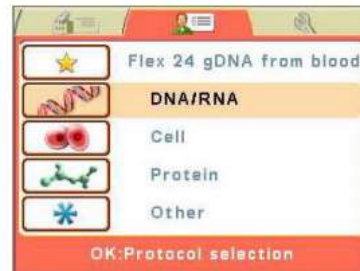 Flex 24 gDNA from blood
DNA/RNA
Cell
Protein
Other
OK:Protocol selection